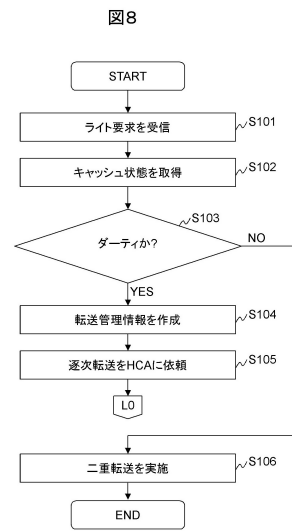 図8
START
ライト要求を受信
S101
キャッシュ状態を取得
S102
S103
ダーティか?
NO
YES
転送管理情報を作成
S104
逐次転送をHCAに依頼
S105
L0
二重転送を実施
S106
END